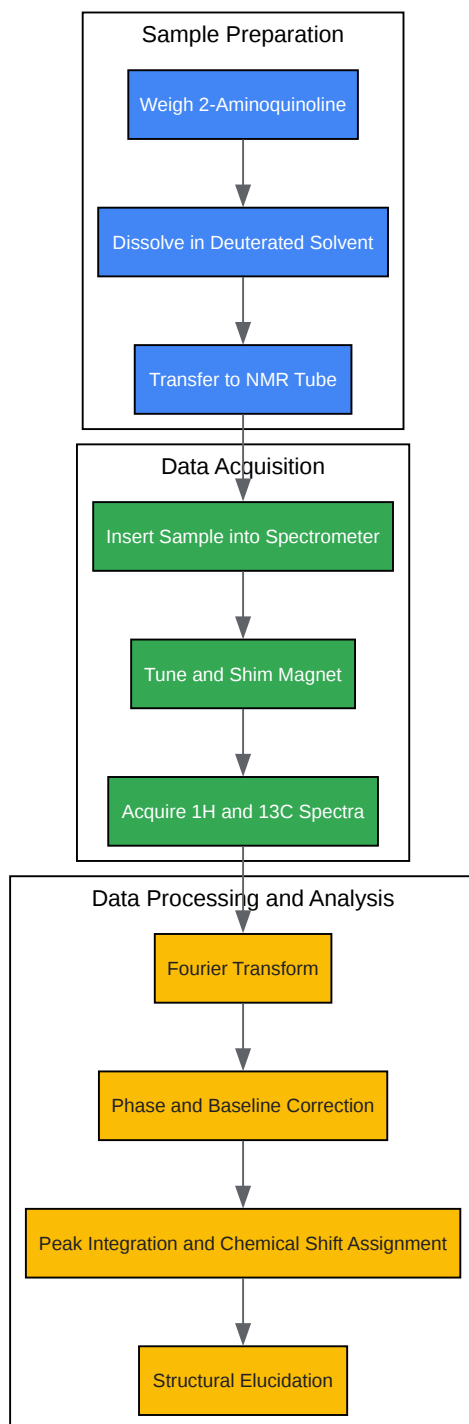 Sample Preparation
Weigh 2-Aminoquinoline
Dissolve in Deuterated Solvent
Transfer to NMR Tube
Data Acquisition
Insert Sample into Spectrometer
Tune and Shim Magnet
Acquire 1H and 13C Spectra
Data Processing and Analysis
Fourier Transform
Phase and Baseline Correction
Peak Integration and Chemical Shift Assignment
Structural Elucidation